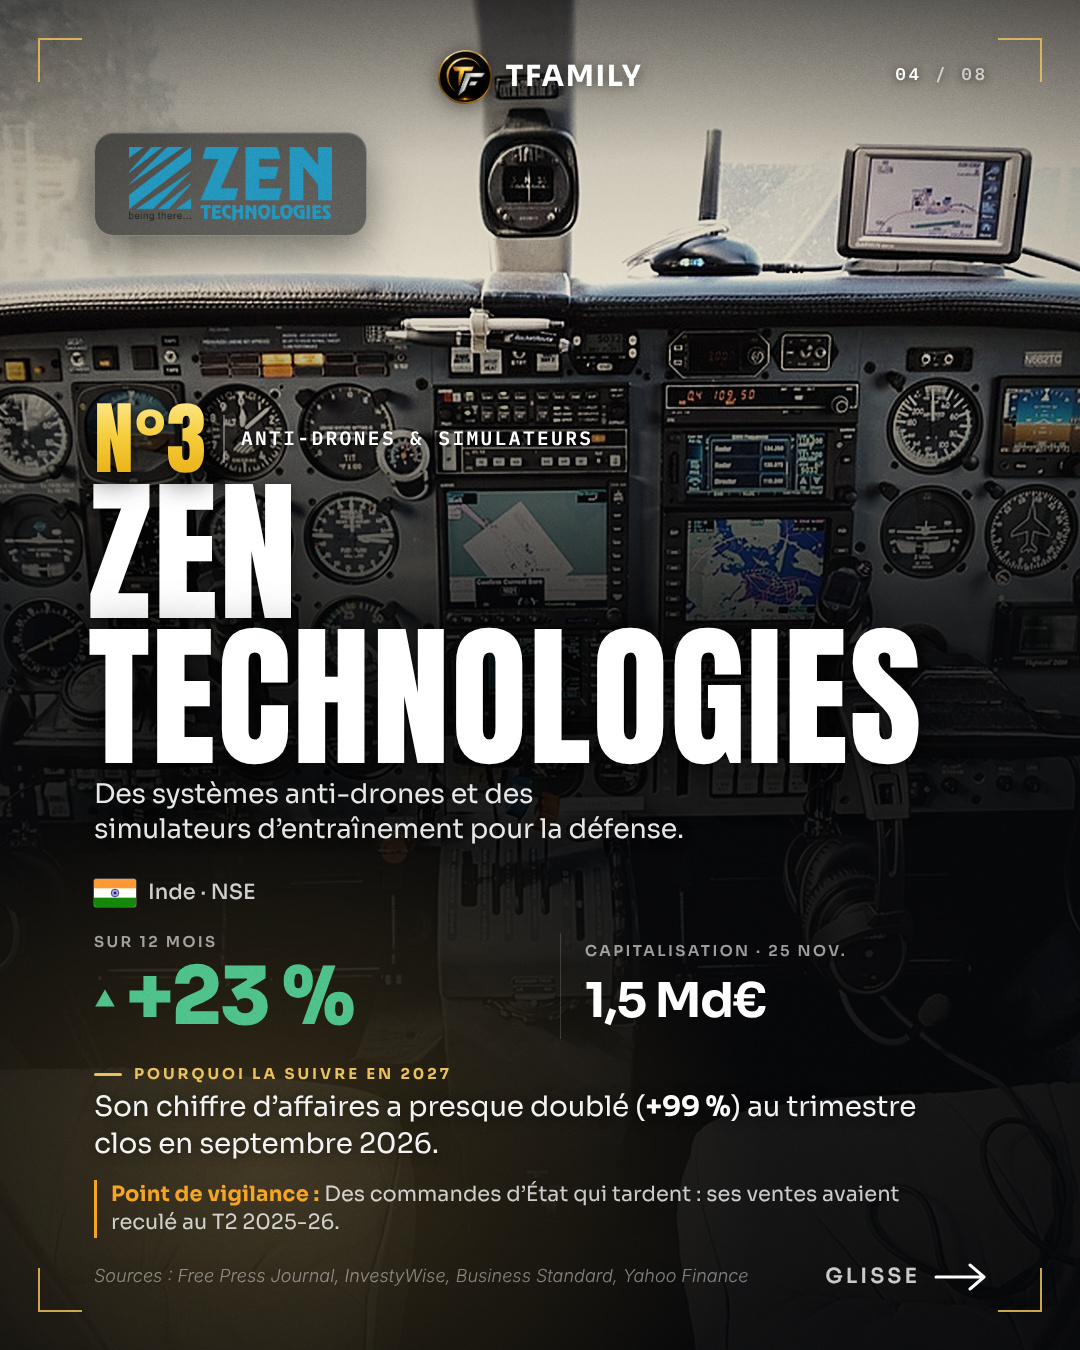 TFAMILY
04 / 08
ZEN
TECHNOLOGIES
being there...
N°3
ANTI-DRONES & SIMULATEURS
ZEN
TECHNOLOGIES
Des systèmes anti-drones et des
simulateurs d’entraînement pour la défense.
Inde · NSE
SUR 12 MOIS
▲ +23 %
CAPITALISATION · 25 NOV.
1,5 Md€
POURQUOI LA SUIVRE EN 2027
Son chiffre d’affaires a presque doublé (+99 %) au trimestre
clos en septembre 2026.
Point de vigilance : Des commandes d’État qui tardent : ses ventes avaient
reculé au T2 2025-26.
Sources : Free Press Journal, InvestyWise, Business Standard, Yahoo Finance
GLISSE